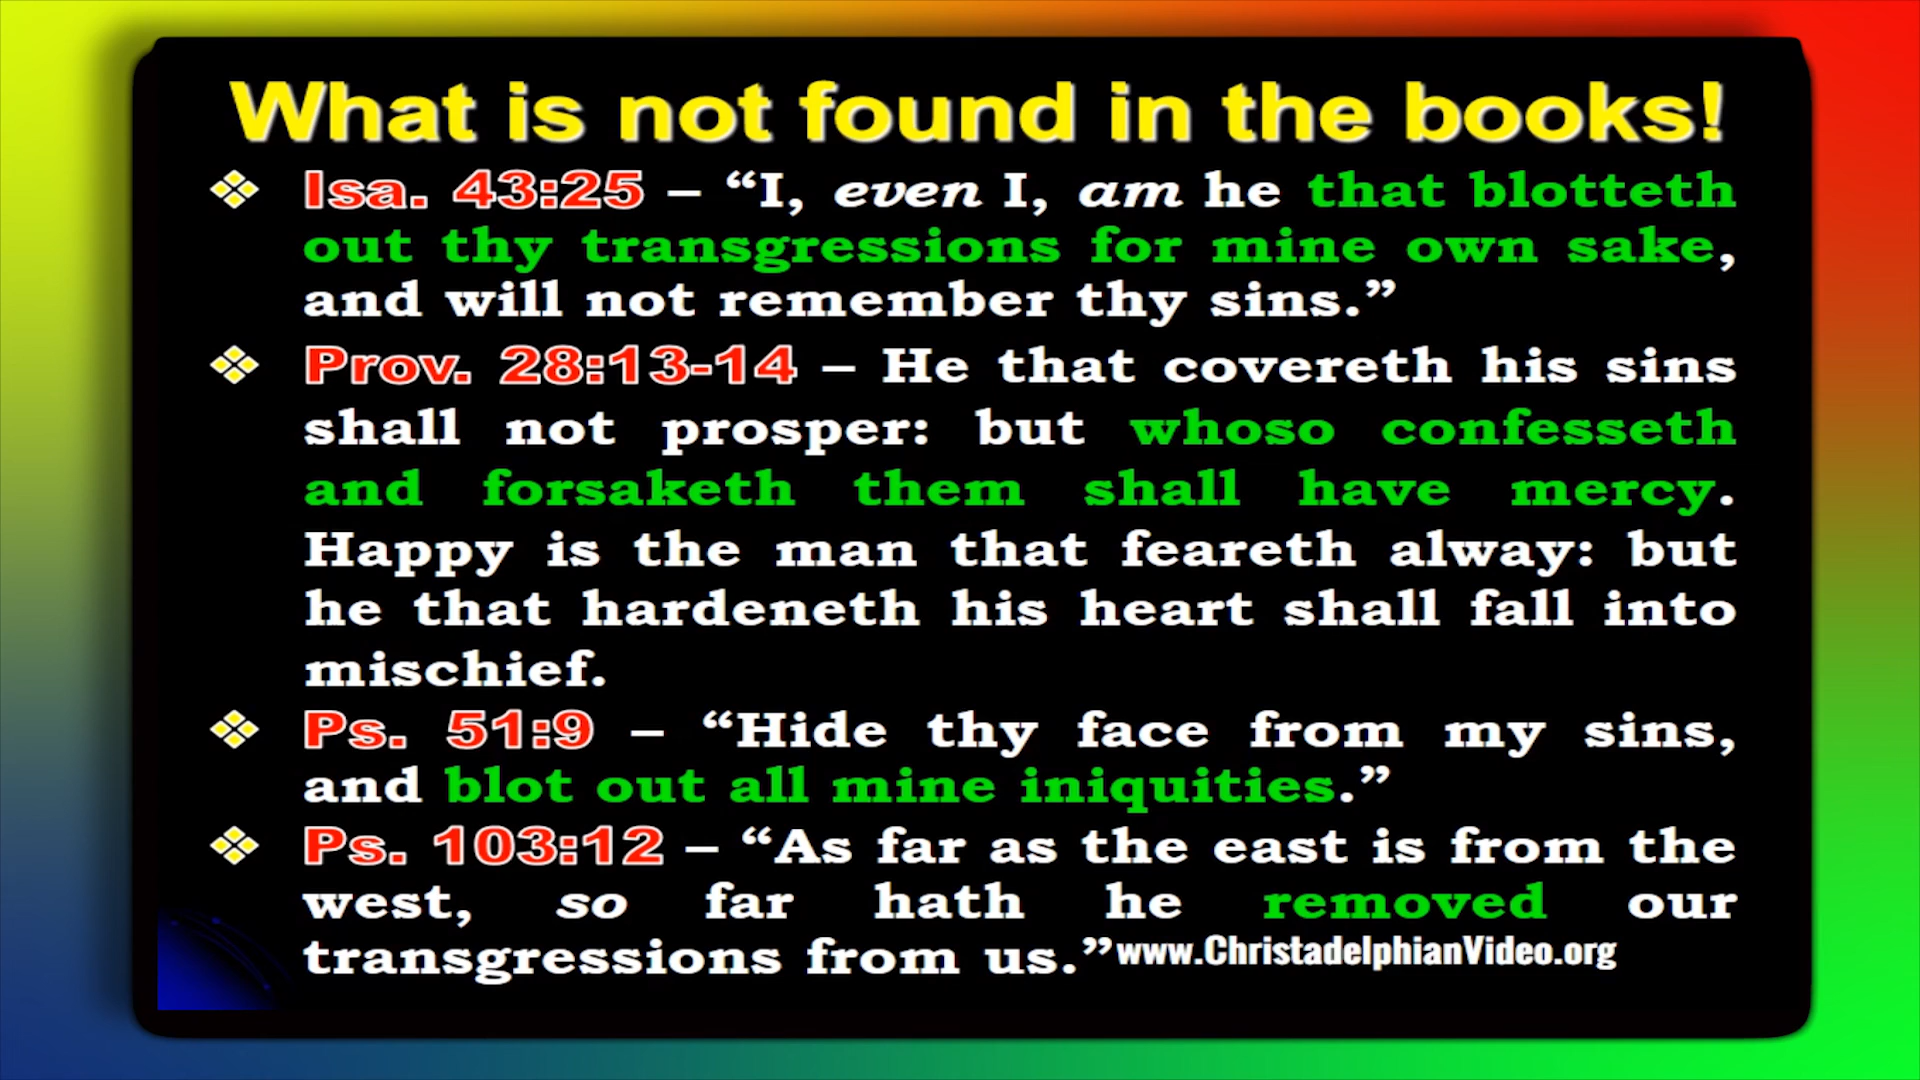 What is not found in the books!
❖ Isa. 43:25 – “I, even I, am he that blotteth
out thy transgressions for mine own sake,
and will not remember thy sins.”
❖ Prov. 28:13-14 – He that covereth his sins
shall not prosper: but whoso confesseth
and forsaketh them shall have mercy.
Happy is the man that feareth alway: but
he that hardeneth his heart shall fall into
mischief.
❖ Ps. 51:9 – “Hide thy face from my sins,
and blot out all mine iniquities.”
❖ Ps. 103:12 – “As far as the east is from the
west, so far hath he removed our
transgressions from us.” www.ChristadelphianVideo.org